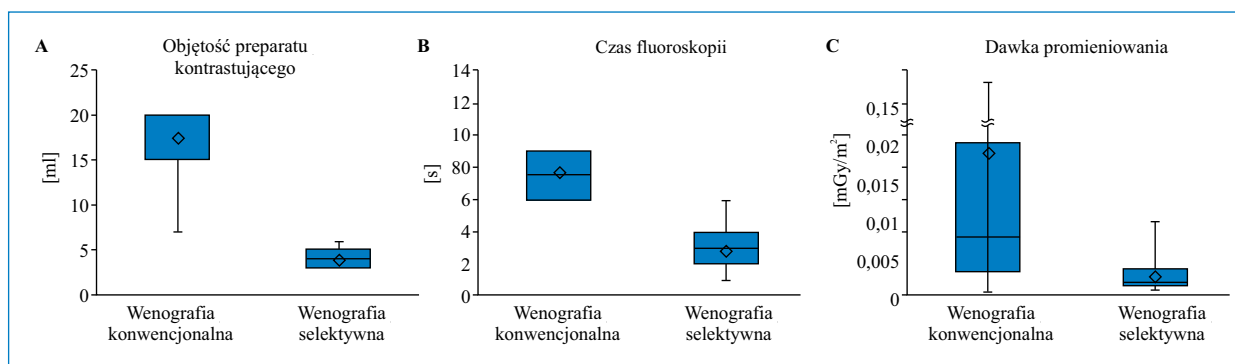 A
Objętość preparatu
kontrastującego
25
20
15
10
5
0
[ml]
Wenografia
konwencjonalna
Wenografia
selektywna
B
Czas fluoroskopii
14
12
10
80
6
4
2
0
[s]
Wenografia
konwencjonalna
Wenografia
selektywna
C
Dawka promieniowania
0,15
0,02
0,015
0,01
0,005
0
[mGy/m²]
Wenografia
konwencjonalna
Wenografia
selektywna